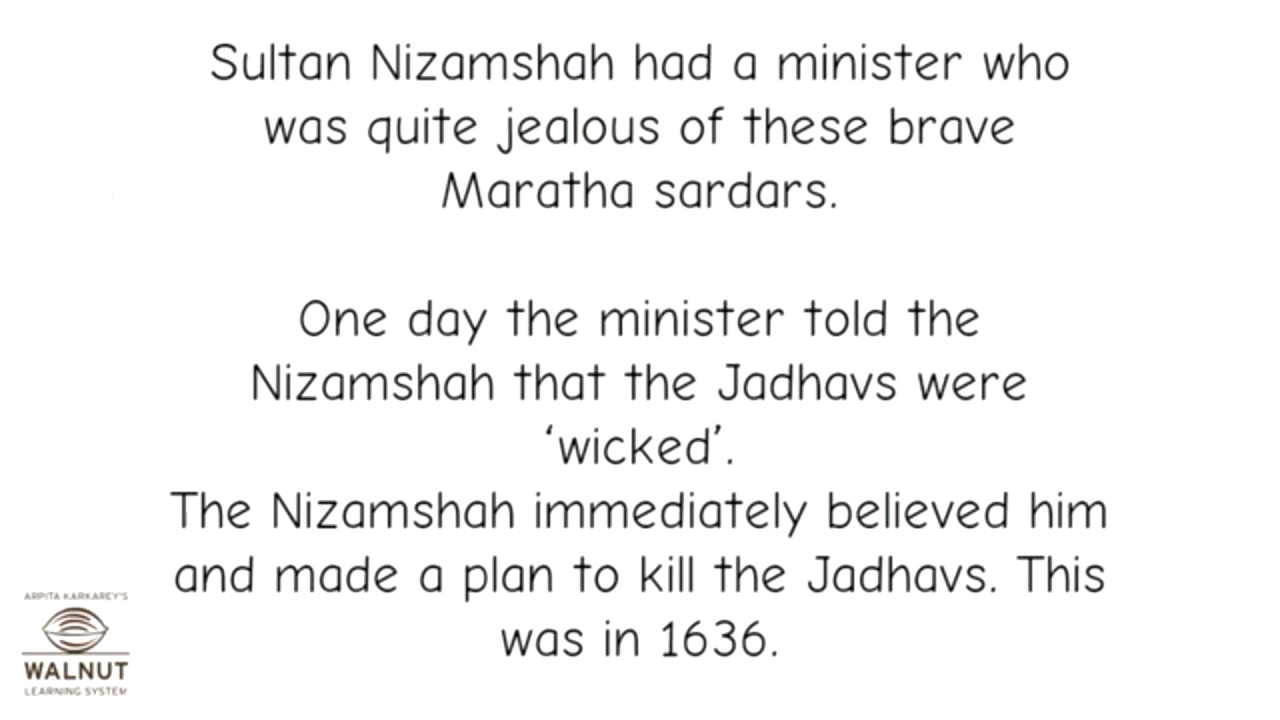 Sultan Nizamshah had a minister who
was quite jealous of these brave
Maratha sardars.
One day the minister told the
Nizamshah that the Jadhavs were
‘wicked’.
The Nizamshah immediately believed him
and made a plan to kill the Jadhavs. This
was in 1636.
ARPITA KARKAREY'S
WALNUT
LEARNING SYSTEM